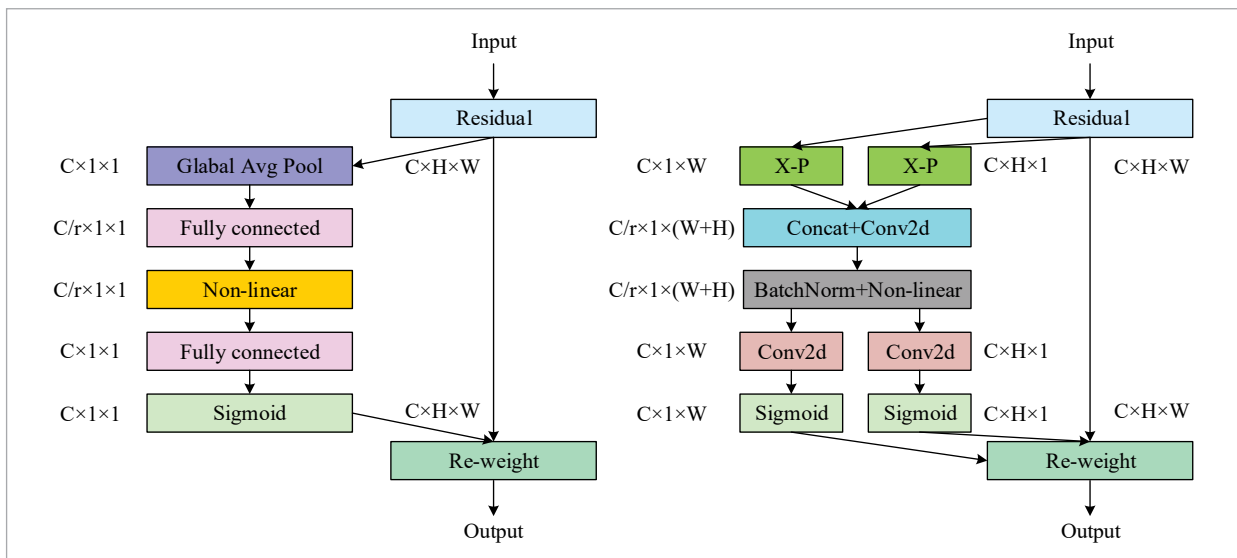 Input
Residual
C×1×1
Glabal Avg Pool
C×H×W
C/r×1×1
Fully connected
C/r×1×1
Non-linear
C×1×1
Fully connected
C×1×1
Sigmoid
C×H×W
Re-weight
Output
Input
Residual
C×1×W
X-P
X-P
C×H×1
C×H×W
C/r×1×(W+H)
Concat+Conv2d
C/r×1×(W+H)
BatchNorm+Non-linear
C×1×W
Conv2d
Conv2d
C×H×1
C×1×W
Sigmoid
Sigmoid
C×H×1
C×H×W
Re-weight
Output